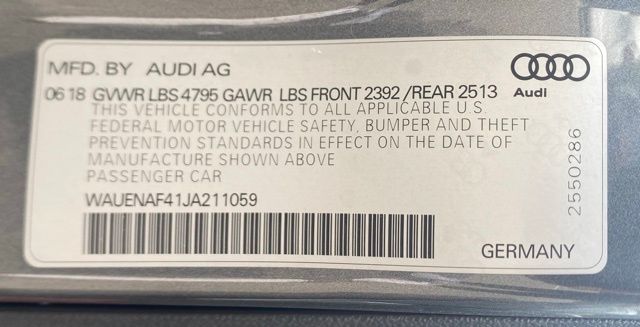 MFD. BY AUDI AG
06 18 GVWR LBS 4795 GAWR LBS FRONT 2392 /REAR 2513
Audi
THIS VEHICLE CONFORMS TO ALL APPLICABLE U.S.
FEDERAL MOTOR VEHICLE SAFETY, BUMPER AND THEFT
PREVENTION STANDARDS IN EFFECT ON THE DATE OF
MANUFACTURE SHOWN ABOVE
PASSENGER CAR
WAUENAF41JA211059
2550286
GERMANY